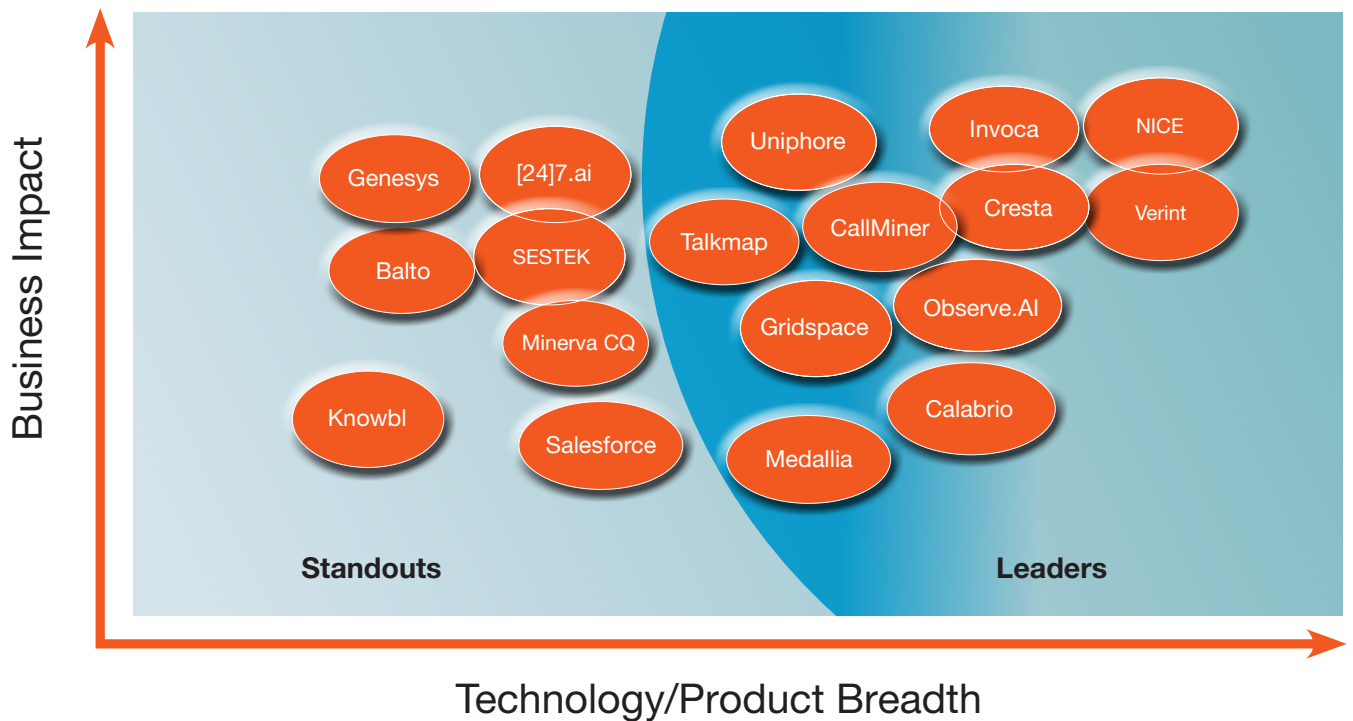 Business Impact
Uniphore
Invoca
NICE
Genesys
[24]7.ai
Cresta
Verint
Talkmap
CallMiner
Balto
SESTEK
Observe.AI
Gridspace
Minerva CQ
Knowbl
Calabrio
Salesforce
Medallia
Standouts
Leaders
Technology/Product Breadth